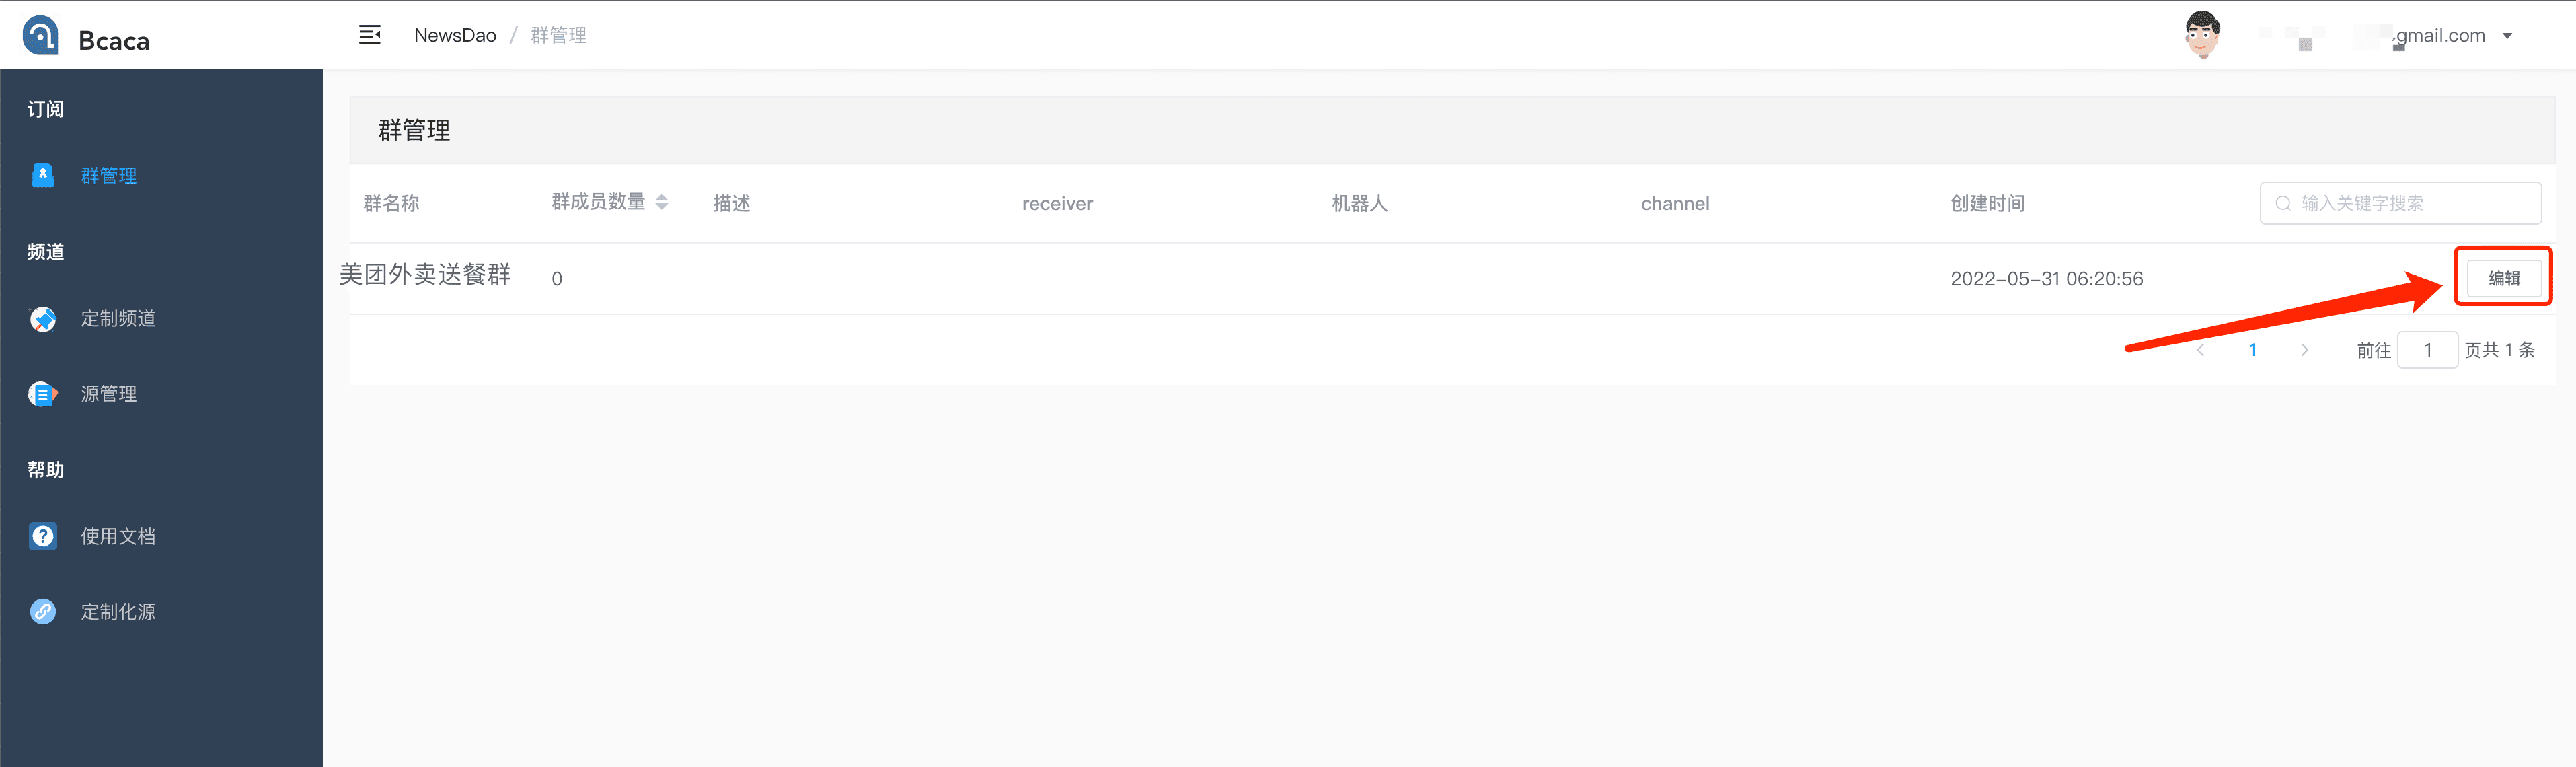 Bcaca
NewsDao / 群管理
gmail.com
订阅
群管理
频道
定制频道
源管理
帮助
使用文档
定制化源
群管理
群名称 群成员数量 描述 receiver 机器人 channel 创建时间 输入关键字搜索
美团外卖送餐群 0 2022-05-31 06:20:56 编辑
1 前往 1 页共 1 条